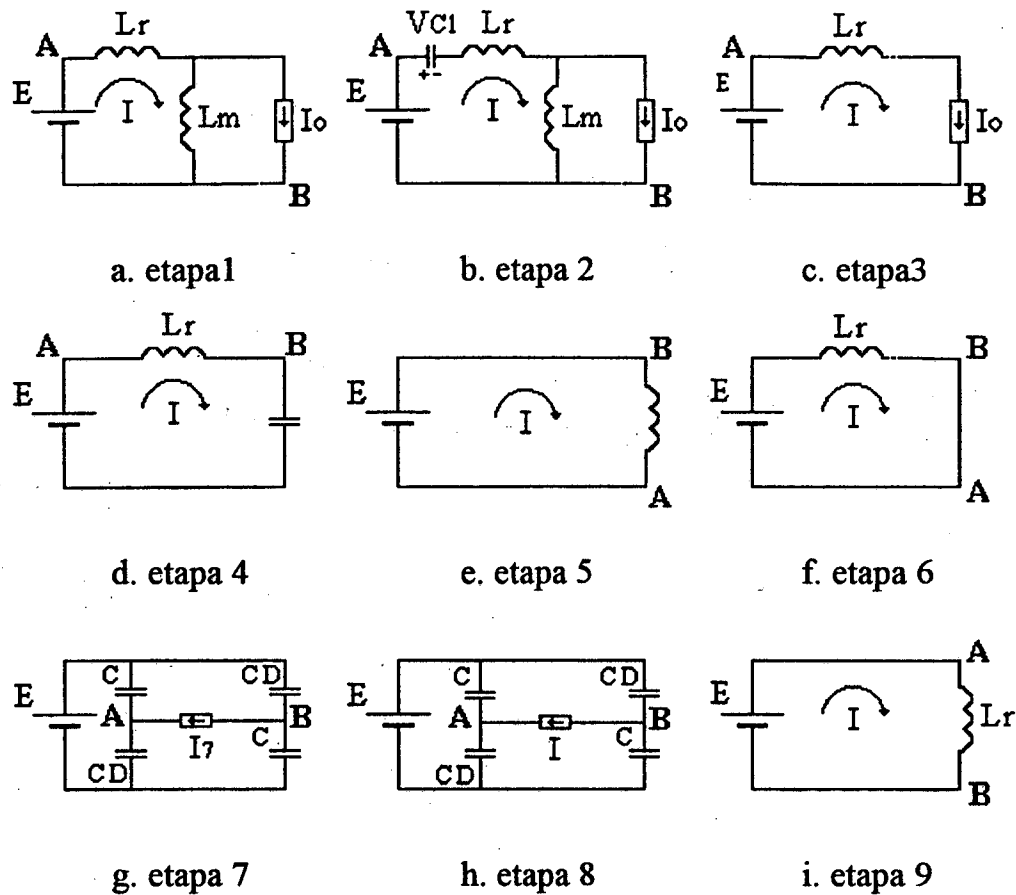 Lr
A
E
I
Lm
Io
B
a. etapa1
VC1
+ -
Lr
A
E
I
Lm
Io
B
b. etapa 2
Lr
A
E
I
Io
B
c. etapa3
Lr
A
B
E
I
d. etapa 4
B
E
I
A
e. etapa 5
Lr
B
E
I
A
f. etapa 6
C
CD
E
A
B
I7
C
CD
g. etapa 7
C
CD
E
A
B
I
C
CD
h. etapa 8
A
E
I
Lr
B
i. etapa 9